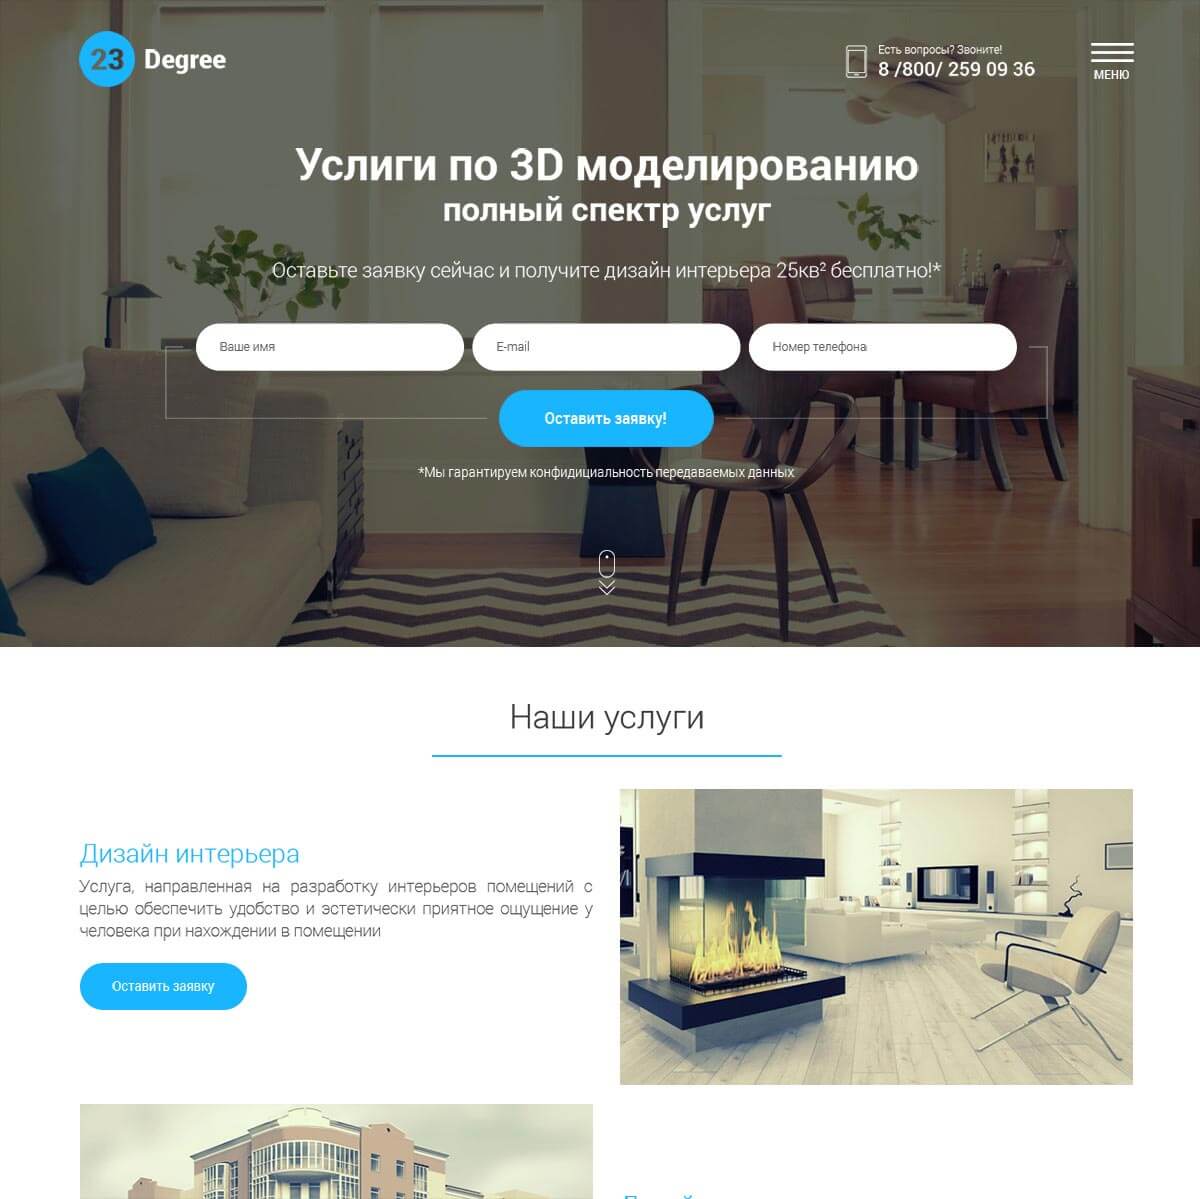 23 Degree
Есть вопросы? Звоните!
8 /800/ 259 09 36
МЕНЮ
Услиги по 3D моделированию
полный спектр услуг
Оставьте заявку сейчас и получите дизайн интерьера 25кв² бесплатно!*
Ваше имя
E-mail
Номер телефона
Оставить заявку!
*Мы гарантируем конфидициальность передаваемых данных
Наши услуги
Дизайн интерьера
Услуга, направленная на разработку интерьеров помещений с
целью обеспечить удобство и эстетически приятное ощущение у
человека при нахождении в помещении
Оставить заявку